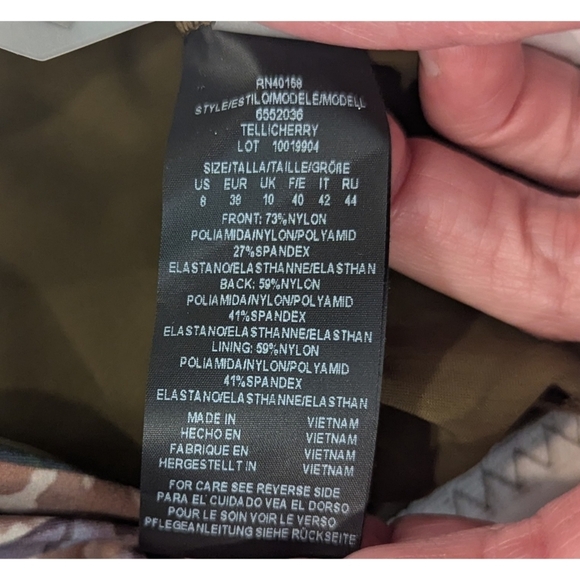 RN40168
STYLE/ESTILO/MODÈLE/MODELL
6552036
TELLICHERRY
LOT 10019904
SIZE/TALLA/TAILLE/GRÖßE
US EUR UK F/E IT RU
8 38 10 40 42 44
FRONT: 73%NYLON
POLIAMIDA/NYLON/POLYAMID
27%SPANDEX
ELASTANO/ELASTHANNE/ELASTHAN
BACK: 59%NYLON
POLIAMIDA/NYLON/POLYAMID
41%SPANDEX
ELASTANO/ELASTHANNE/ELASTHAN
LINING: 59%NYLON
POLIAMIDA/NYLON/POLYAMID
41%SPANDEX
ELASTANO/ELASTHANNE/ELASTHAN
MADE IN VIETNAM
HECHO EN VIETNAM
FABRIQUE EN VIETNAM
HERGESTELLT IN VIETNAM
FOR CARE SEE REVERSE SIDE
PARA EL CUIDADO VEA EL DORSO
POUR LE SOIN VOIR LE VERSO
PFLEGEANLEITUNG SIEHE RÜCKSEITE